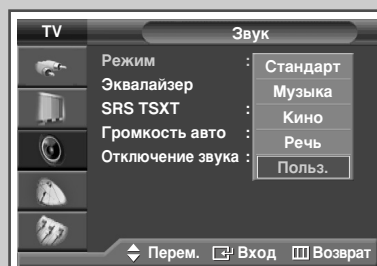 TV
Звук
Режим :
Эквалайзер
SRS TSXT :
Громкость авто :
Отключение звука :
Стандарт
Музыка
Кино
Речь
Польз.
Перем. Вход Возврат